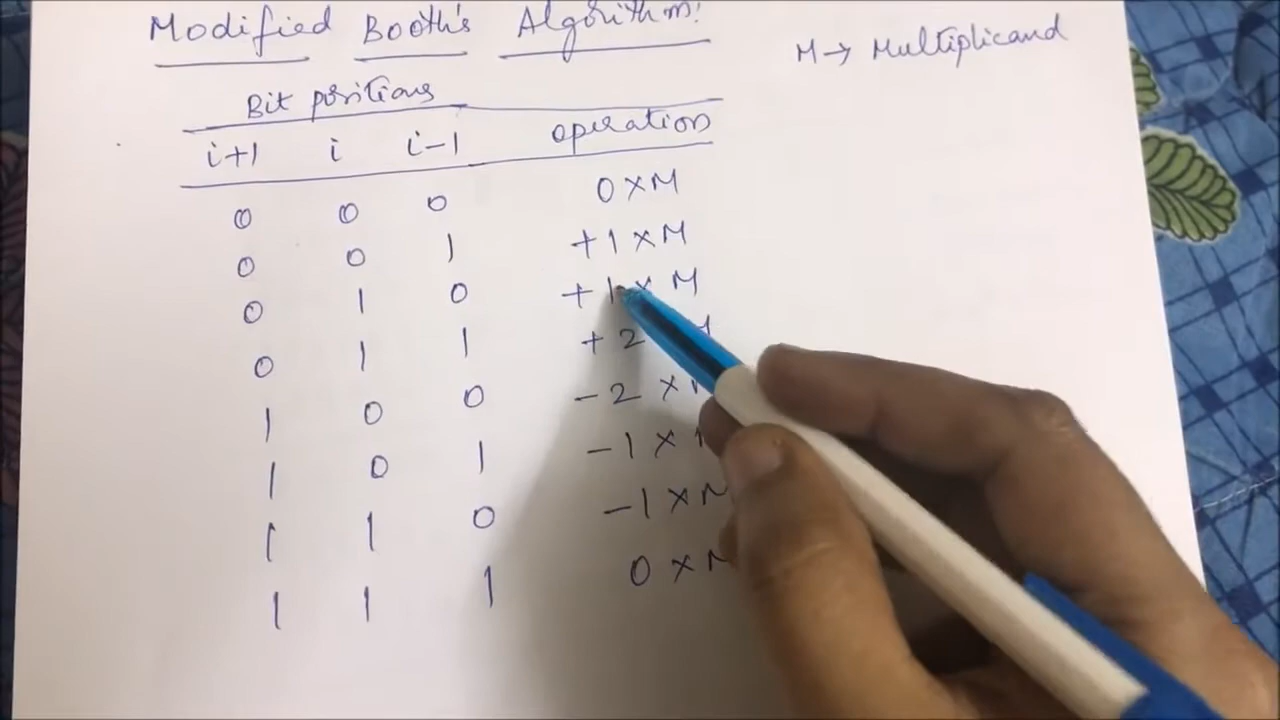 Modified Booth's Algorithm:
M → Multiplicand
Bit positions
i+1 i i-1 operation
0 0 0 0 × M
0 0 1 +1 × M
0 1 0 +1 × M
0 1 1 +2 M
1 0 0 -2 ×
1 0 1 -1 ×
1 1 0 -1 × M
1 1 1 0 × M